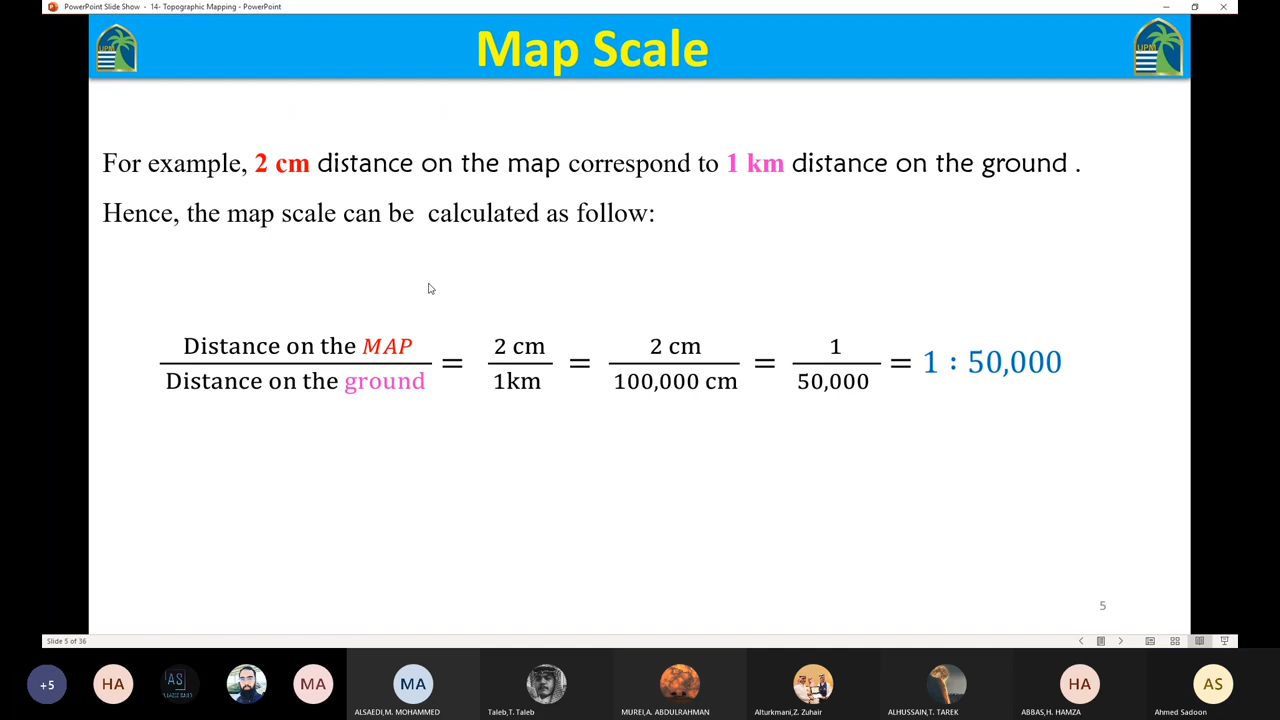 PowerPoint Slide Show - 14- Topographic Mapping - PowerPoint
UPM
Map Scale
UPM
For example, 2 cm distance on the map correspond to 1 km distance on the ground .
Hence, the map scale can be calculated as follow:
Distance on the MAP / Distance on the ground = 2 cm / 1km = 2 cm / 100,000 cm = 1 / 50,000 = 1 : 50,000
5
Slide 5 of 36
+5
HA
AS
MA
MA
HA
AS
ALSAEDI,M. MOHAMMED
Taleb,T. Taleb
MUREI,A. ABDULRAHMAN
Alturkmani,Z. Zuhair
ALHUSSAIN,T. TAREK
ABBAS,H. HAMZA
Ahmed Sadoon